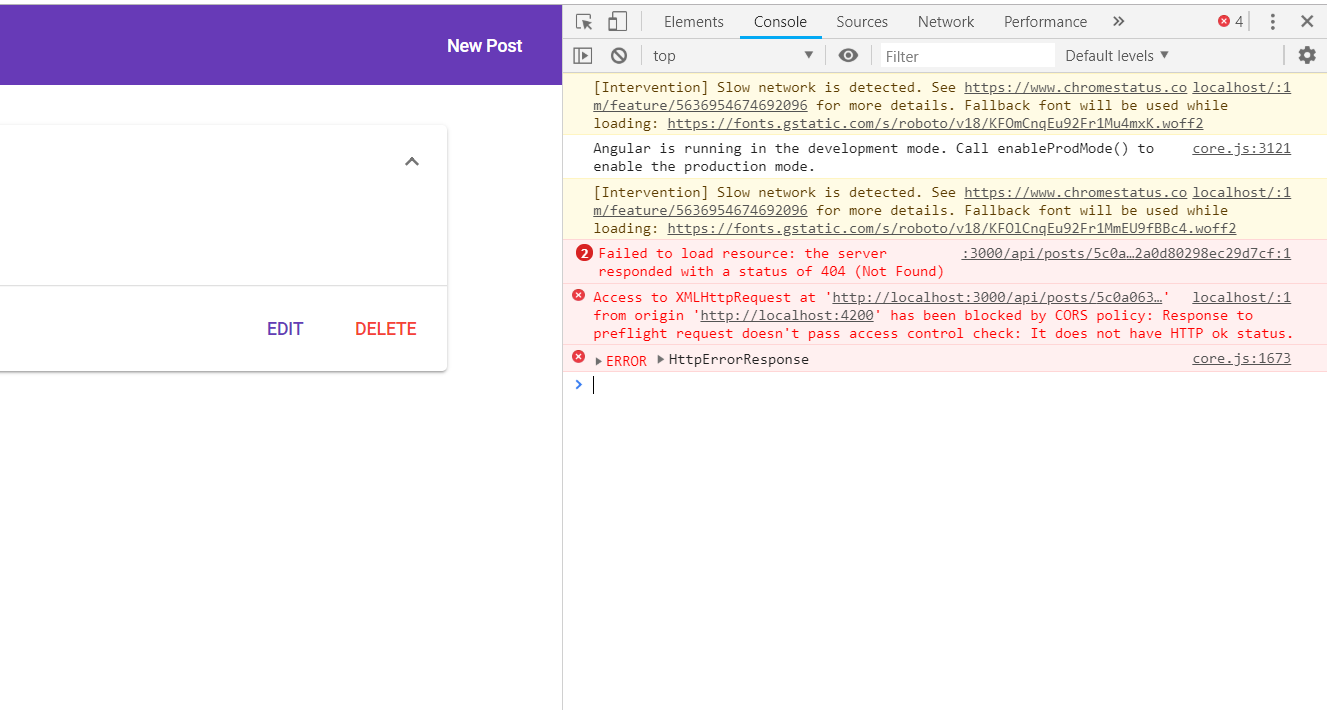 New Post
EDIT DELETE
Elements Console Sources Network Performance » 4
top Filter Default levels
[Intervention] Slow network is detected. See https://www.chromestatus.co localhost/:1
m/feature/5636954674692096 for more details. Fallback font will be used while
loading: https://fonts.gstatic.com/s/roboto/v18/KFOmCnqEu92Fr1Mu4mxK.woff2
Angular is running in the development mode. Call enableProdMode() to core.js:3121
enable the production mode.
[Intervention] Slow network is detected. See https://www.chromestatus.co localhost/:1
m/feature/5636954674692096 for more details. Fallback font will be used while
loading: https://fonts.gstatic.com/s/roboto/v18/KFOlCnqEu92Fr1MmEU9fBBc4.woff2
2 Failed to load resource: the server :3000/api/posts/5c0a…2a0d80298ec29d7cf:1
responded with a status of 404 (Not Found)
Access to XMLHttpRequest at 'http://localhost:3000/api/posts/5c0a063…' localhost/:1
from origin 'http://localhost:4200' has been blocked by CORS policy: Response to
preflight request doesn't pass access control check: It does not have HTTP ok status.
ERROR HttpErrorResponse core.js:1673